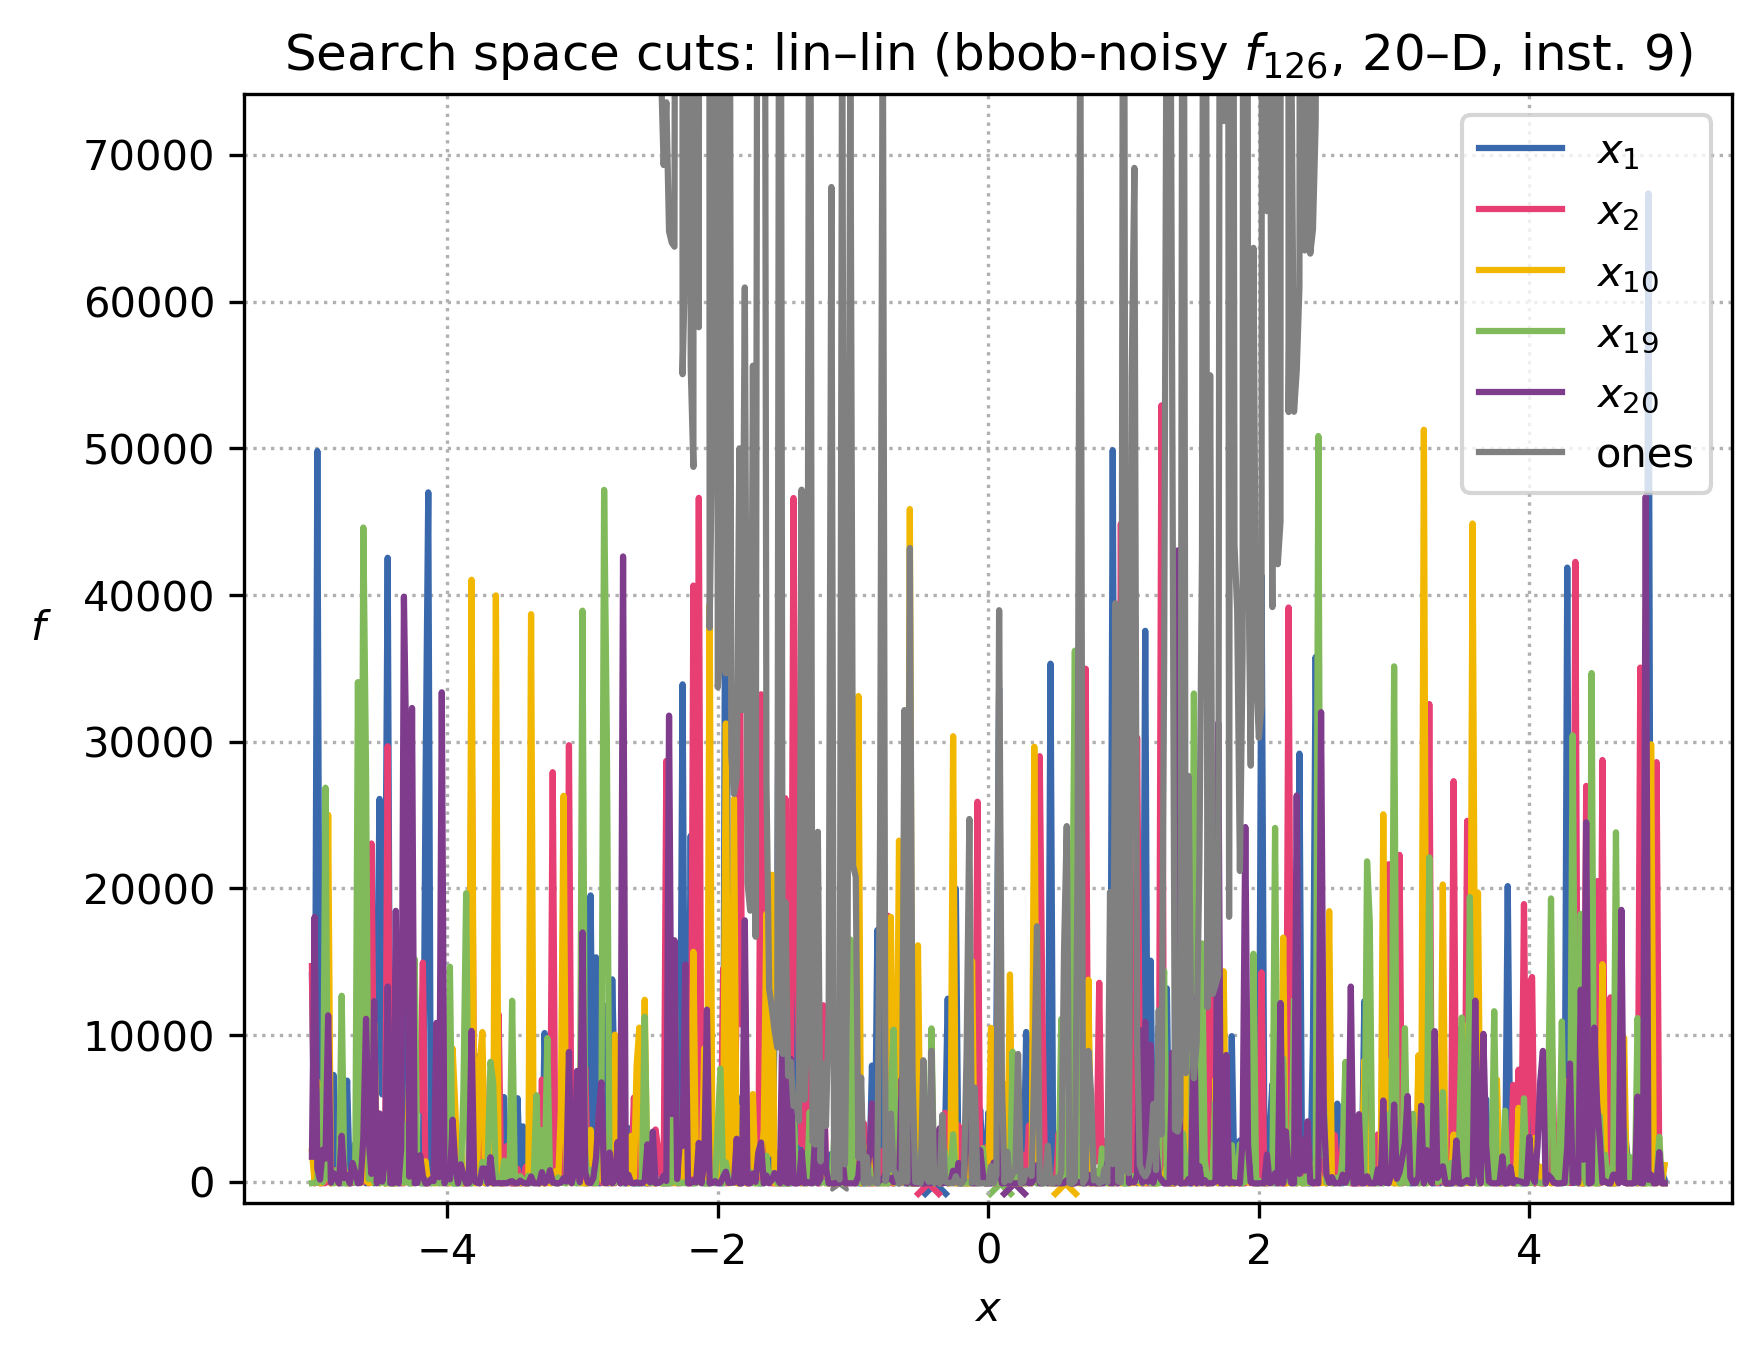 Search space cuts: lin–lin (bbob-noisy f126, 20–D, inst. 9)
70000
60000
50000
40000
30000
20000
10000
0
f
−4
−2
0
2
4
x
x1
x2
x10
x19
x20
ones